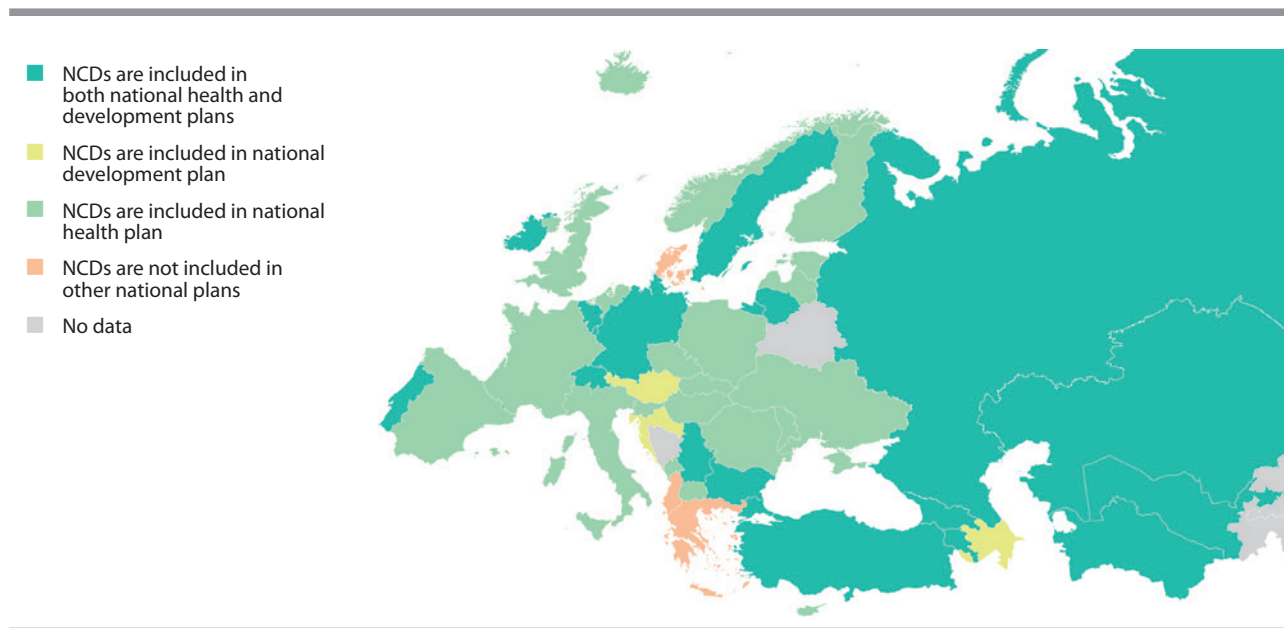 NCDs are included in
both national health and
development plans
NCDs are included in national
development plan
NCDs are included in national
health plan
NCDs are not included in
other national plans
No data